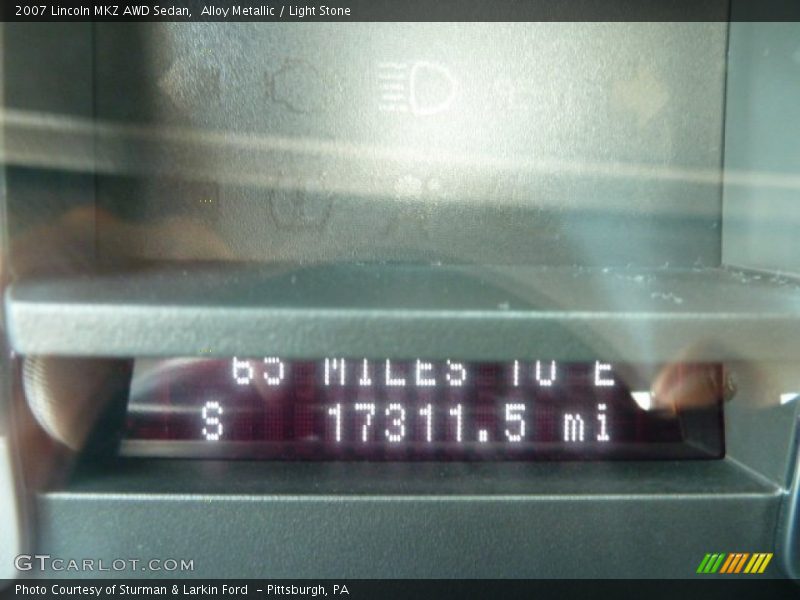 2007 Lincoln MKZ AWD Sedan,  Alloy Metallic / Light Stone
65 MILES TO E
S 17311.5 mi
GTCARLOT.COM
Photo Courtesy of Sturman & Larkin Ford  - Pittsburgh, PA